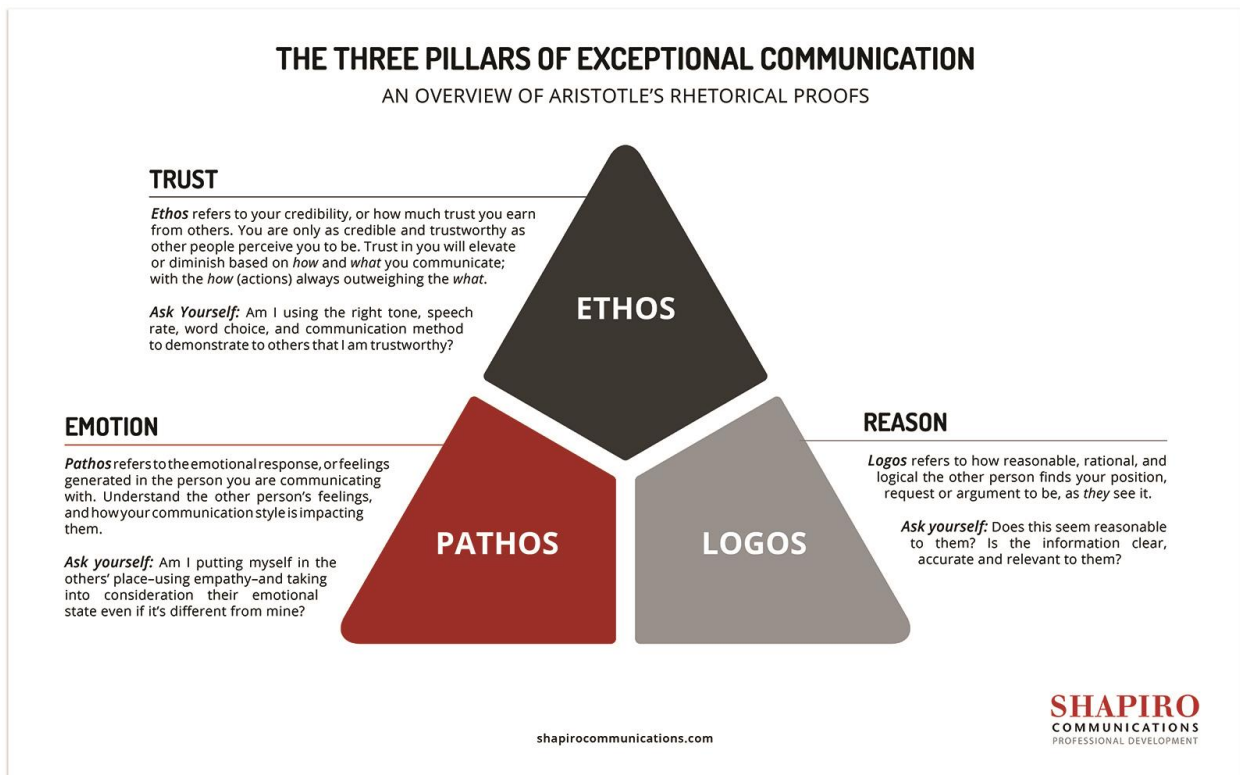 THE THREE PILLARS OF EXCEPTIONAL COMMUNICATION
AN OVERVIEW OF ARISTOTLE'S RHETORICAL PROOFS
TRUST
Ethos refers to your credibility, or how much trust you earn
from others. You are only as credible and trustworthy as
other people perceive you to be. Trust in you will elevate
or diminish based on how and what you communicate;
with the how (actions) always outweighing the what.
Ask Yourself: Am I using the right tone, speech
rate, word choice, and communication method
to demonstrate to others that I am trustworthy?
ETHOS
EMOTION
Pathos refers to the emotional response, or feelings
generated in the person you are communicating
with. Understand the other person's feelings,
and how your communication style is impacting
them.
Ask yourself: Am I putting myself in the
others' place–using empathy–and taking
into consideration their emotional
state even if it's different from mine?
PATHOS
REASON
Logos refers to how reasonable, rational, and
logical the other person finds your position,
request or argument to be, as they see it.
Ask yourself: Does this seem reasonable
to them? Is the information clear,
accurate and relevant to them?
LOGOS
shapirocommunications.com
SHAPIRO
COMMUNICATIONS
PROFESSIONAL DEVELOPMENT